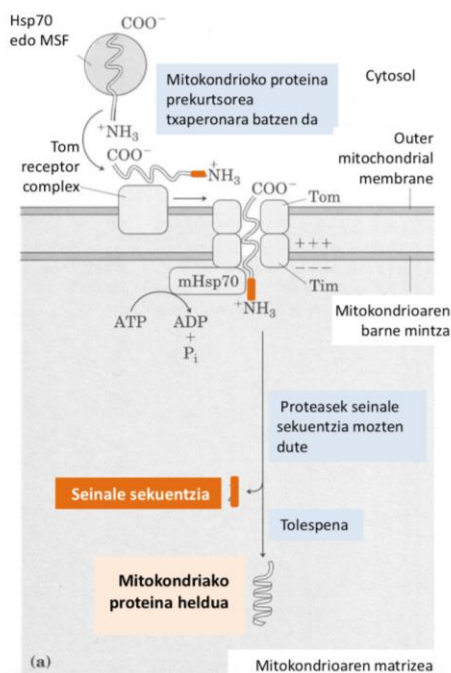 Hsp70
edo MSF
COO⁻
⁺NH₃
Mitokondrioko proteina
prekurtsorea
txaperonara batzen da
Cytosol
Tom
receptor
complex
COO⁻
⁺NH₃
Outer
mitochondrial
membrane
COO⁻
Tom
+++
---
Tim
mHsp70
⁺NH₃
ATP
ADP
+
Pᵢ
Mitokondrioaren
barne mintza
Proteasek seinale
sekuentzia mozten
dute
Seinale sekuentzia
Tolespena
Mitokondriako
proteina heldua
(a)
Mitokondrioaren matrizea